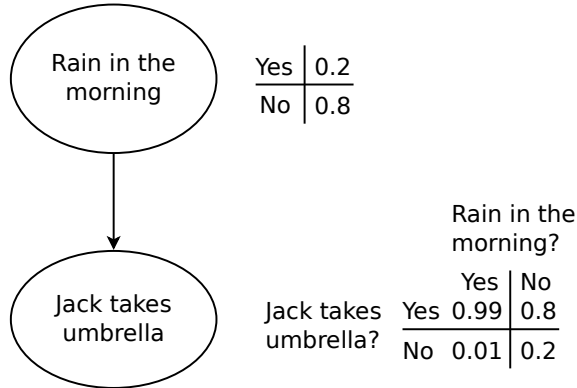 Rain in the
morning
Yes 0.2
No 0.8
Rain in the
morning?
Yes No
Jack takes
umbrella
Jack takes
umbrella?
Yes 0.99 0.8
No 0.01 0.2